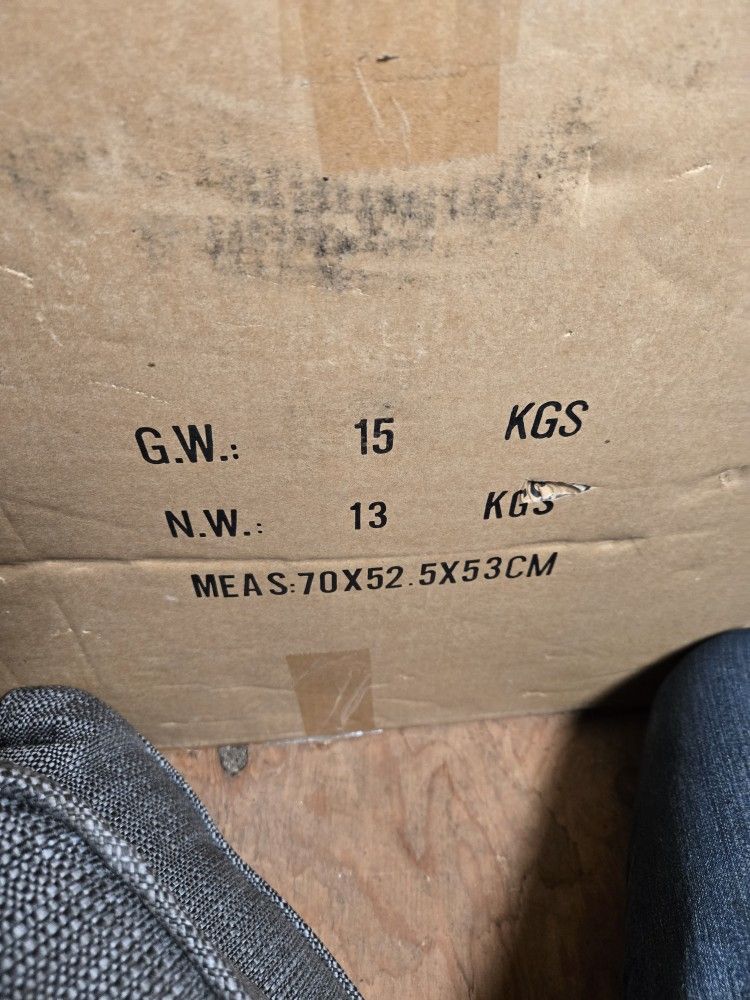 G.W.: 15 KGS
N.W.: 13 KGS
MEAS:70X52.5X53CM